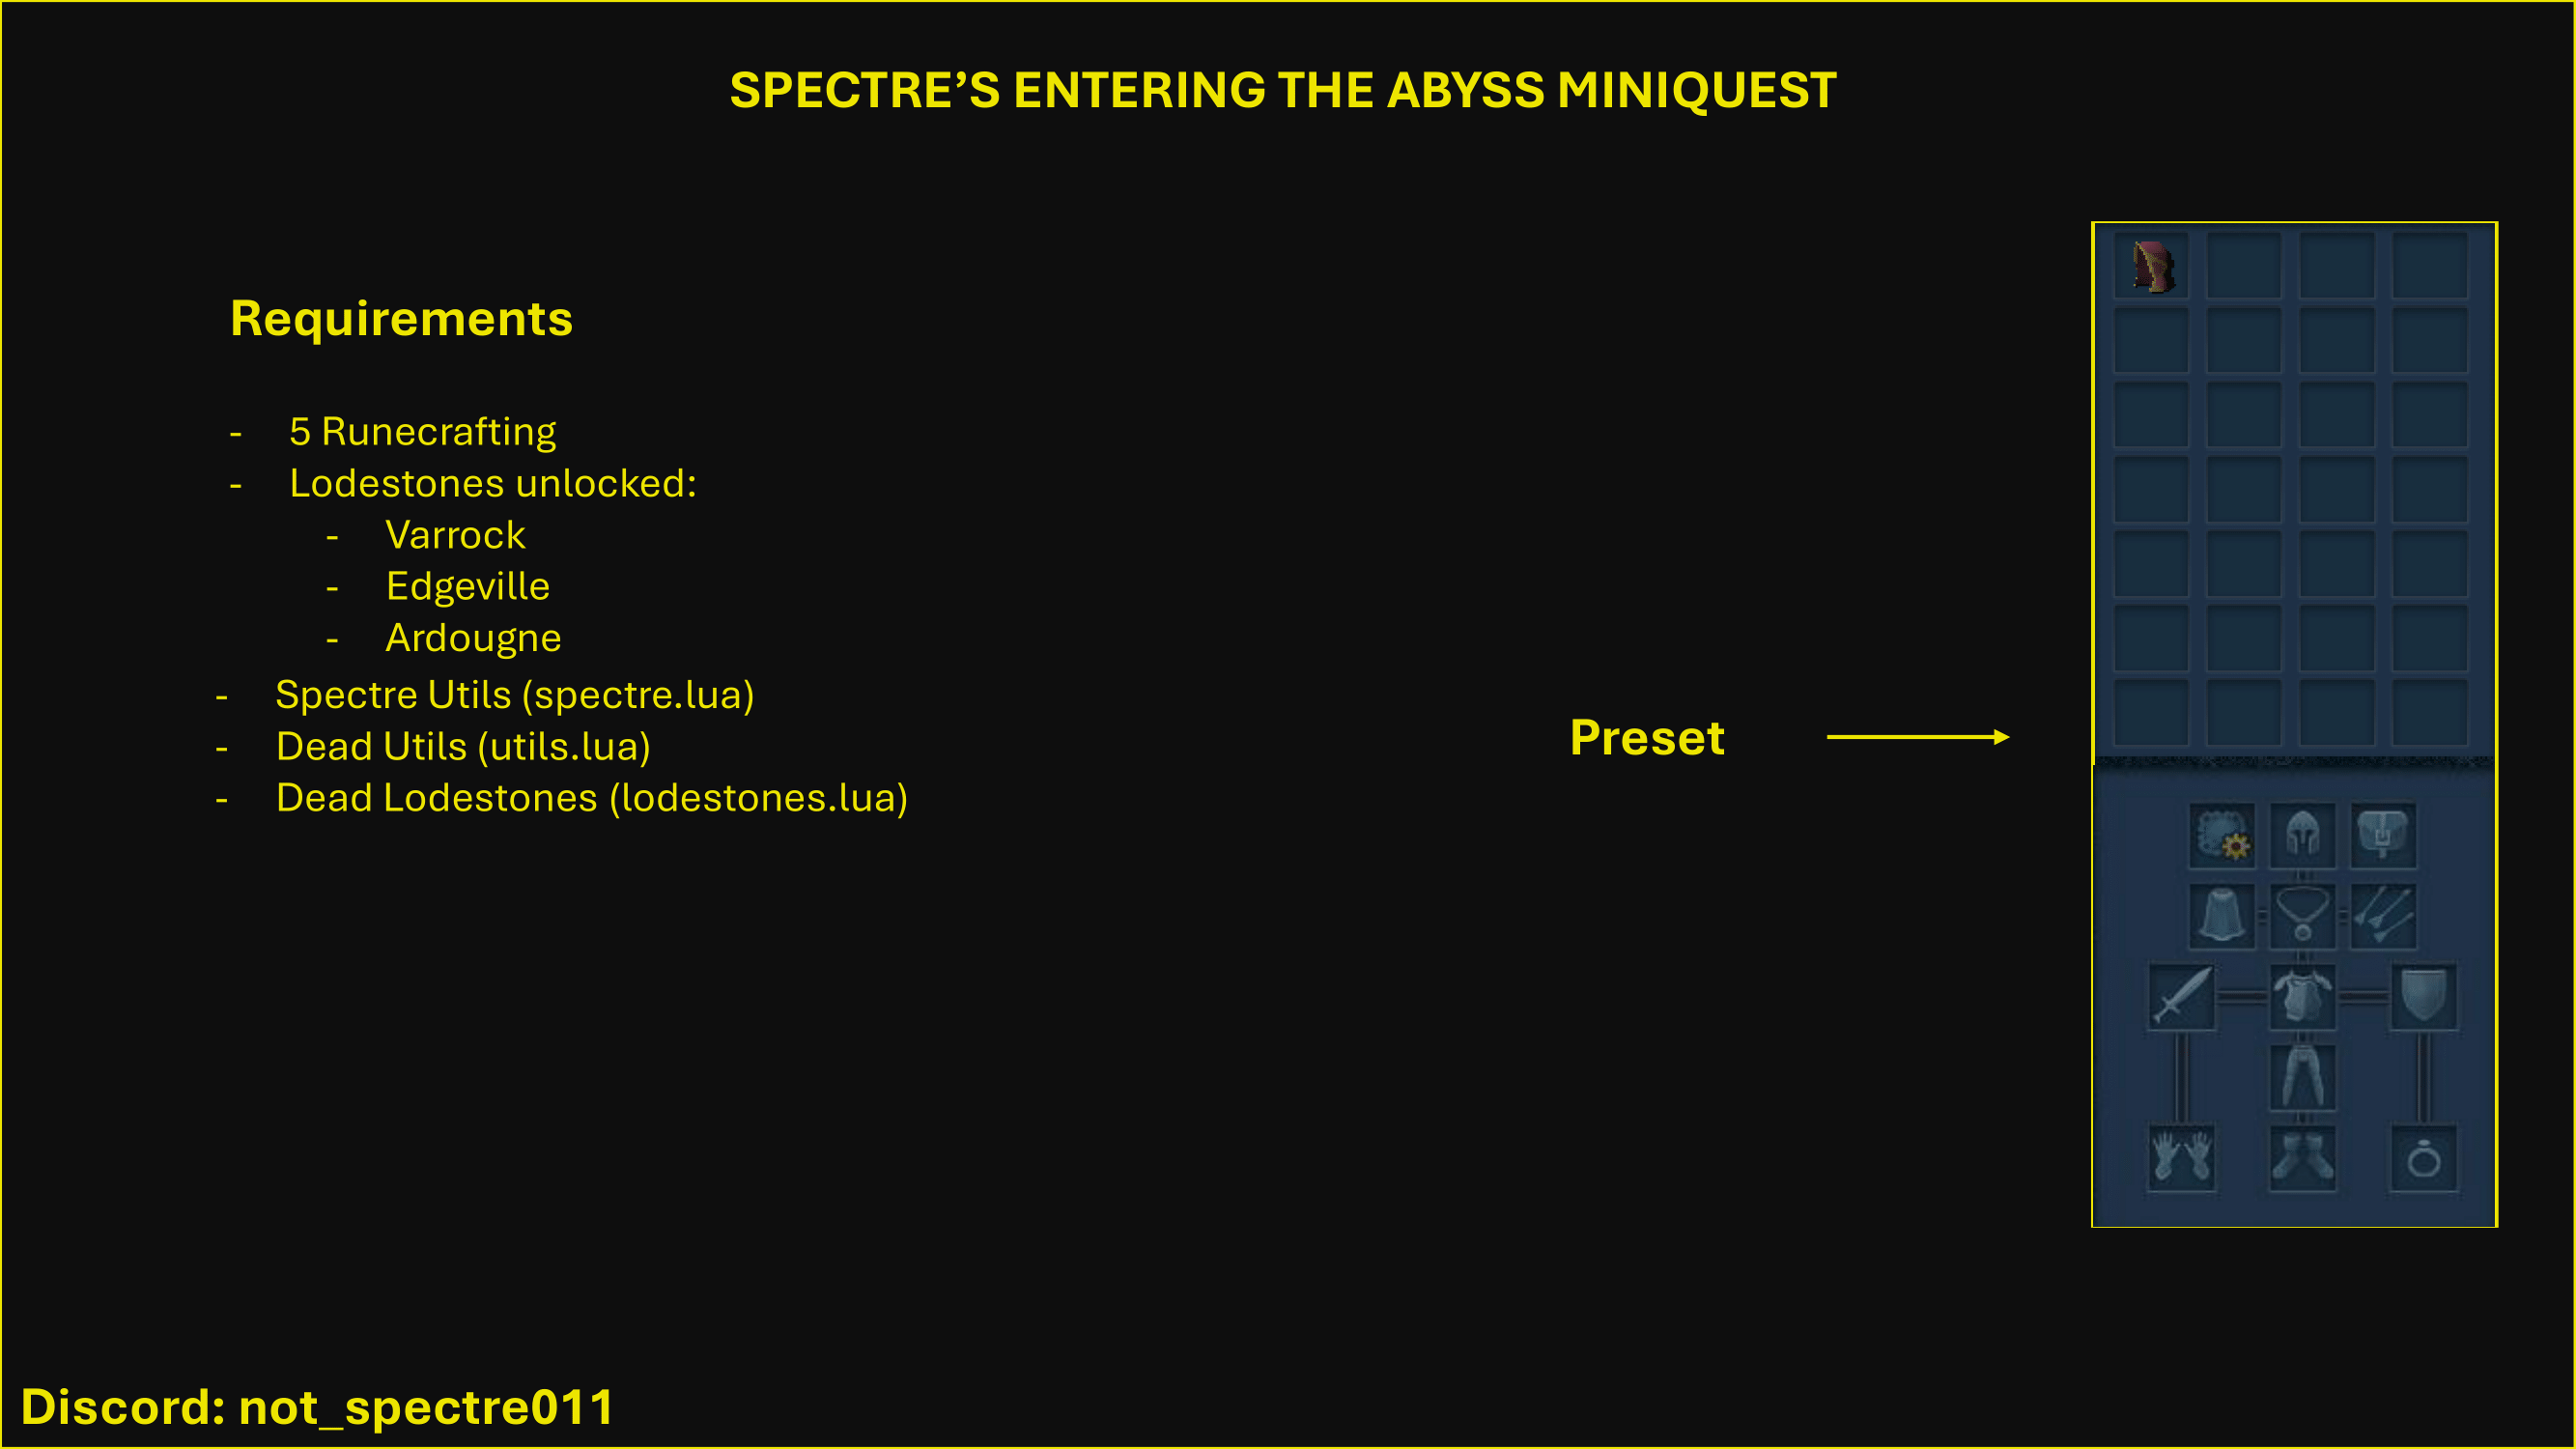 SPECTRE’S ENTERING THE ABYSS MINIQUEST
Requirements
- 5 Runecrafting
- Lodestones unlocked:
- Varrock
- Edgeville
- Ardougne
- Spectre Utils (spectre.lua)
- Dead Utils (utils.lua)
- Dead Lodestones (lodestones.lua)
Preset
Discord: not_spectre011